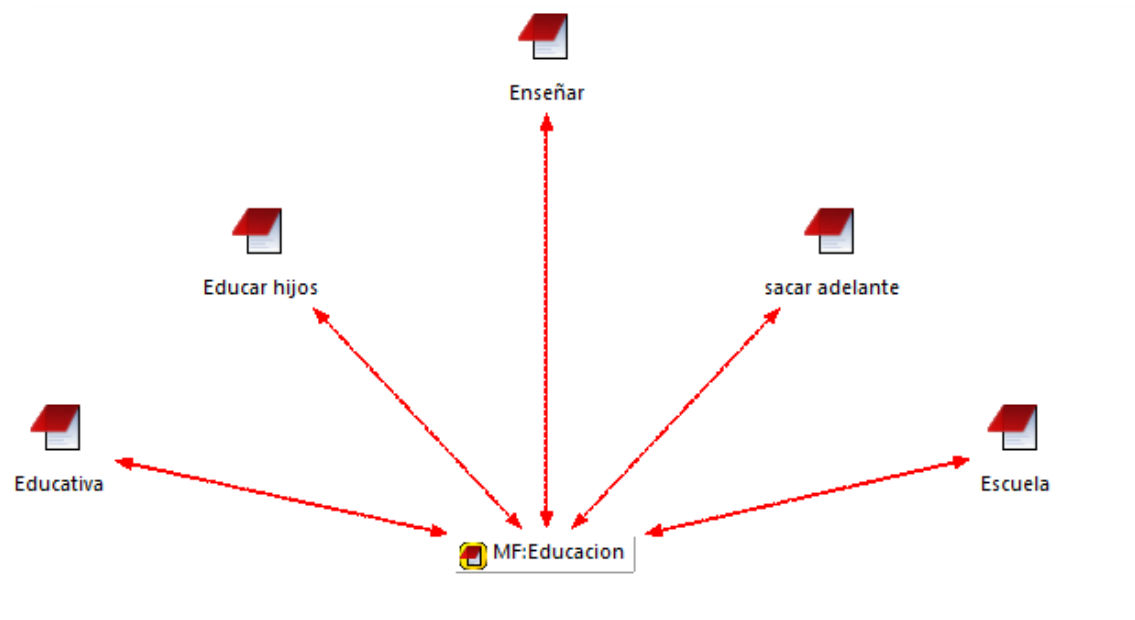 Enseñar
Educar hijos
sacar adelante
Educativa
Escuela
MF:Educacion